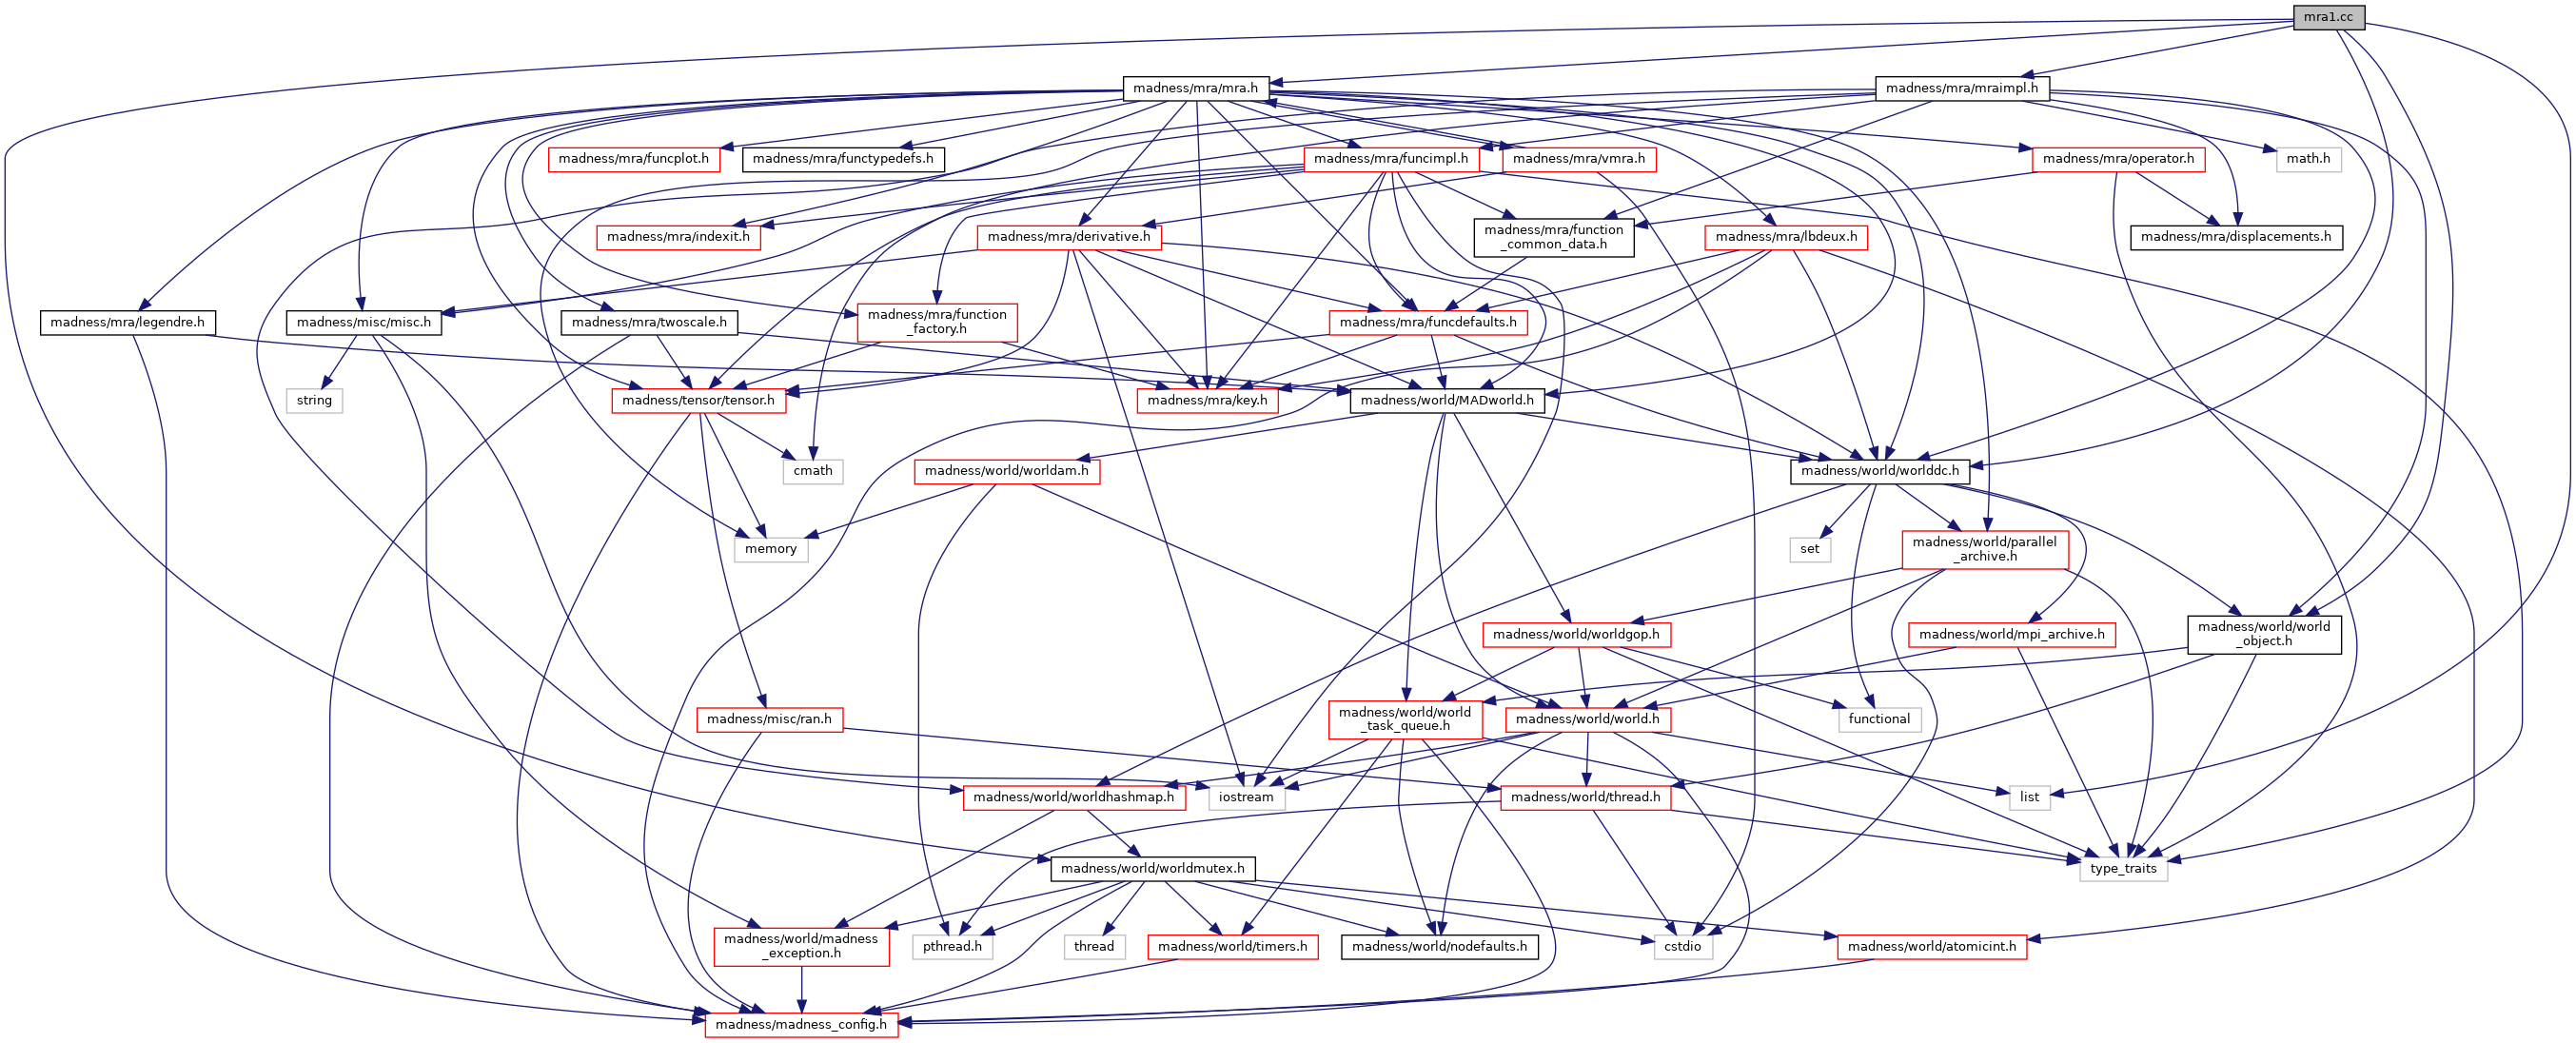 mra1.cc
madness/mra/mra.h
madness/mra/mraimpl.h
madness/mra/funcplot.h
madness/mra/functypedefs.h
madness/mra/funcimpl.h
madness/mra/vmra.h
madness/mra/operator.h
math.h
madness/mra/indexit.h
madness/mra/derivative.h
madness/mra/function
_common_data.h
madness/mra/lbdeux.h
madness/mra/displacements.h
madness/mra/legendre.h
madness/misc/misc.h
madness/mra/twoscale.h
madness/mra/function
_factory.h
madness/mra/funcdefaults.h
string
madness/tensor/tensor.h
madness/mra/key.h
madness/world/MADworld.h
cmath
madness/world/worldam.h
madness/world/worlddc.h
memory
set
madness/world/parallel
_archive.h
madness/world/worldgop.h
madness/world/mpi_archive.h
madness/world/world
_object.h
madness/misc/ran.h
madness/world/world
_task_queue.h
madness/world/world.h
functional
madness/world/worldhashmap.h
iostream
madness/world/thread.h
list
madness/world/worldmutex.h
type_traits
madness/world/madness
_exception.h
pthread.h
thread
madness/world/timers.h
madness/world/nodefaults.h
cstdio
madness/world/atomicint.h
madness/madness_config.h